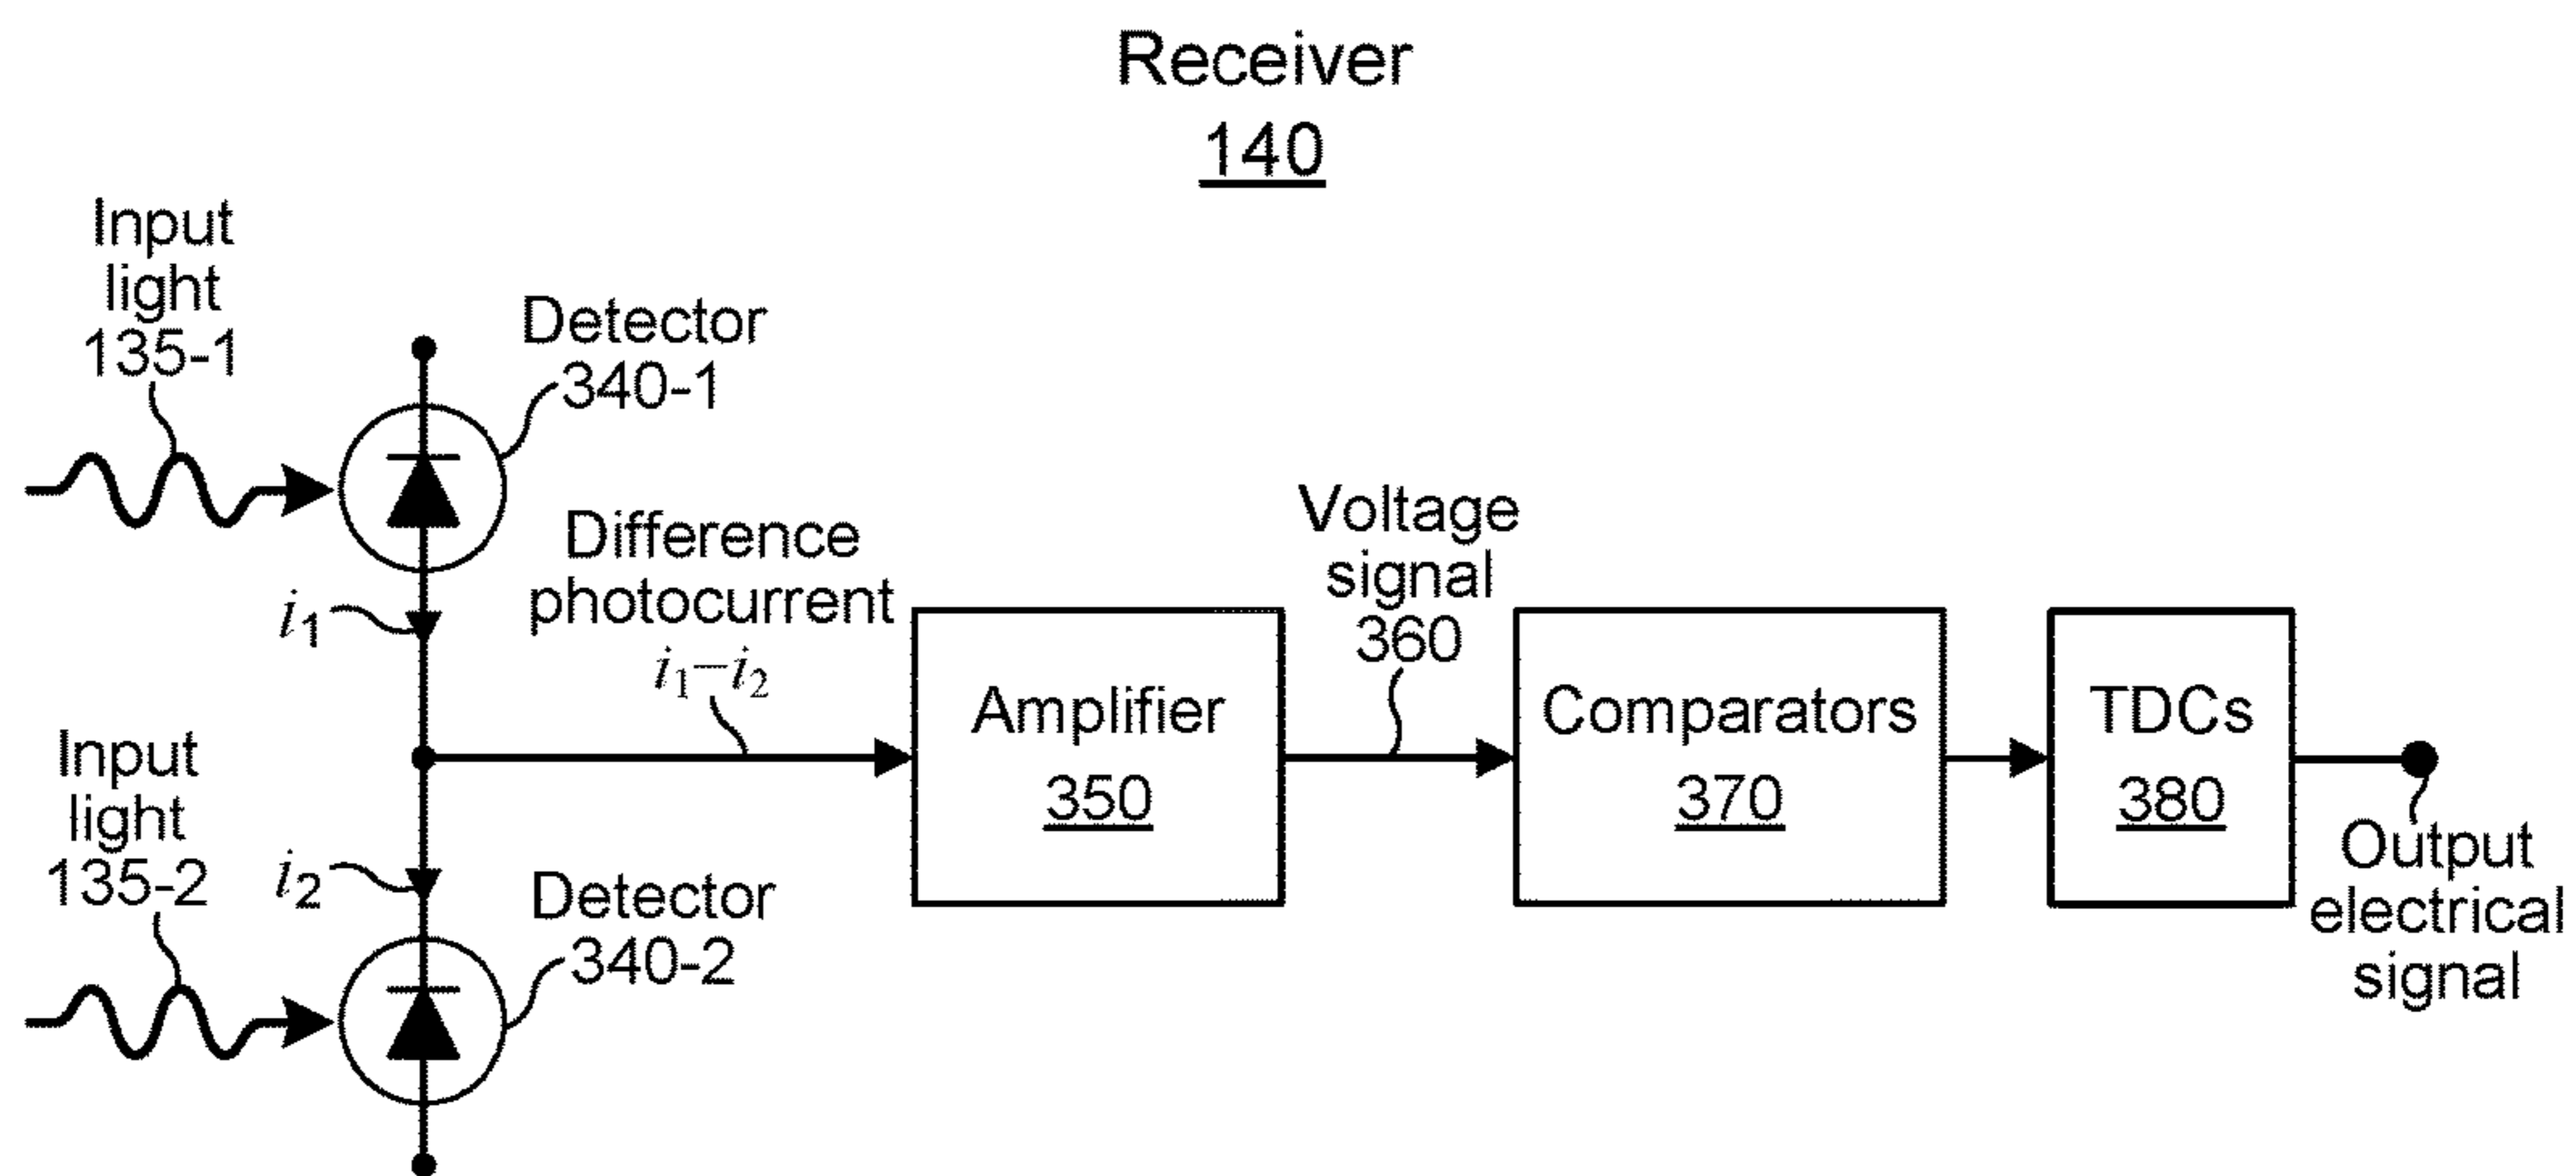 Receiver
140
Input
light
135-1
Detector
340-1
i1
Difference
photocurrent
i1–i2
Voltage
signal
360
Amplifier
350
Comparators
370
TDCs
380
Input
light
135-2
i2
Detector
340-2
Output
electrical
signal